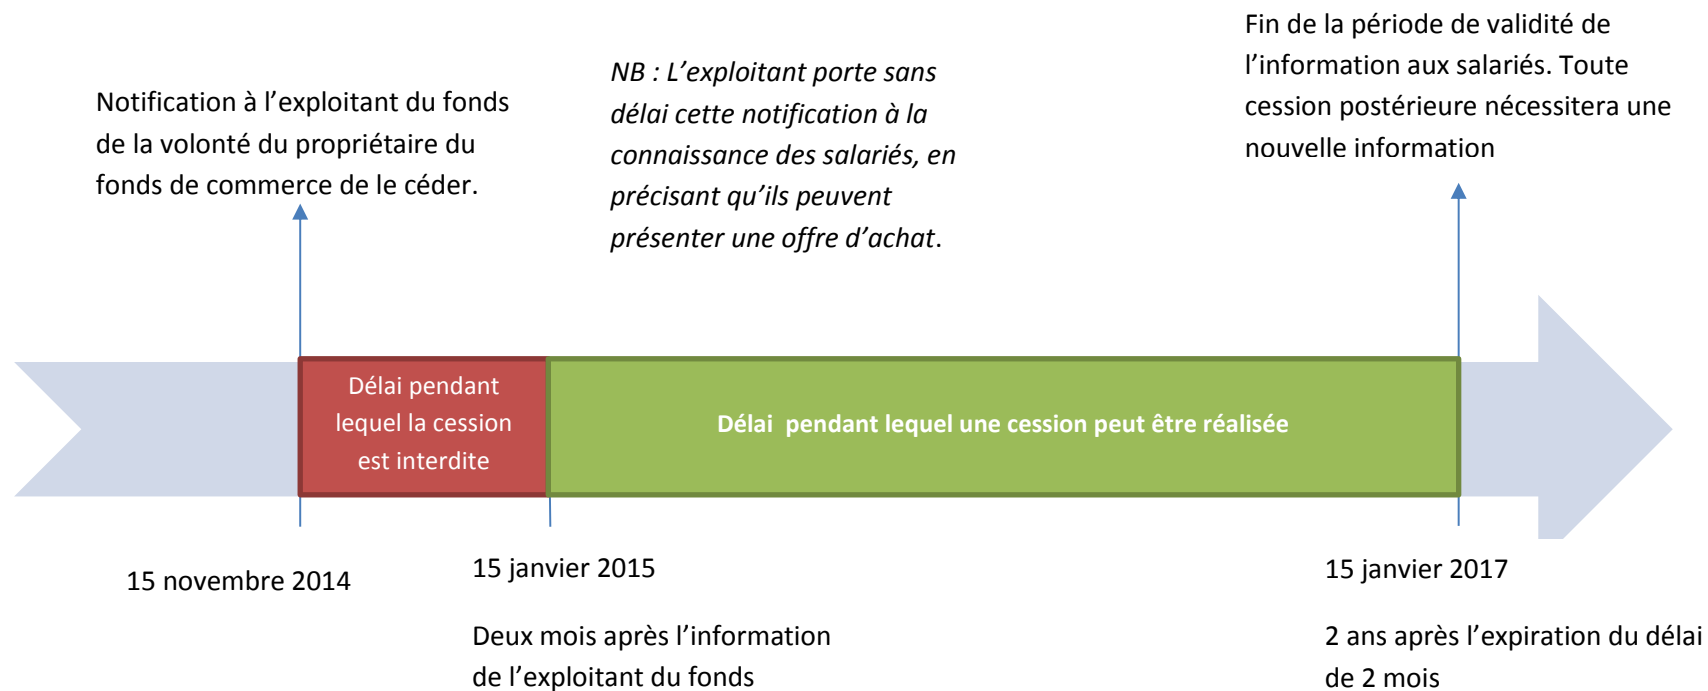 Notification à l’exploitant du fonds
de la volonté du propriétaire du
fonds de commerce de le céder.
NB : L’exploitant porte sans
délai cette notification à la
connaissance des salariés, en
précisant qu’ils peuvent
présenter une offre d’achat.
Fin de la période de validité de
l’information aux salariés. Toute
cession postérieure nécessitera une
nouvelle information
Délai pendant
lequel la cession
est interdite
Délai  pendant lequel une cession peut être réalisée
15 novembre 2014
15 janvier 2015
Deux mois après l’information
de l’exploitant du fonds
15 janvier 2017
2 ans après l’expiration du délai
de 2 mois